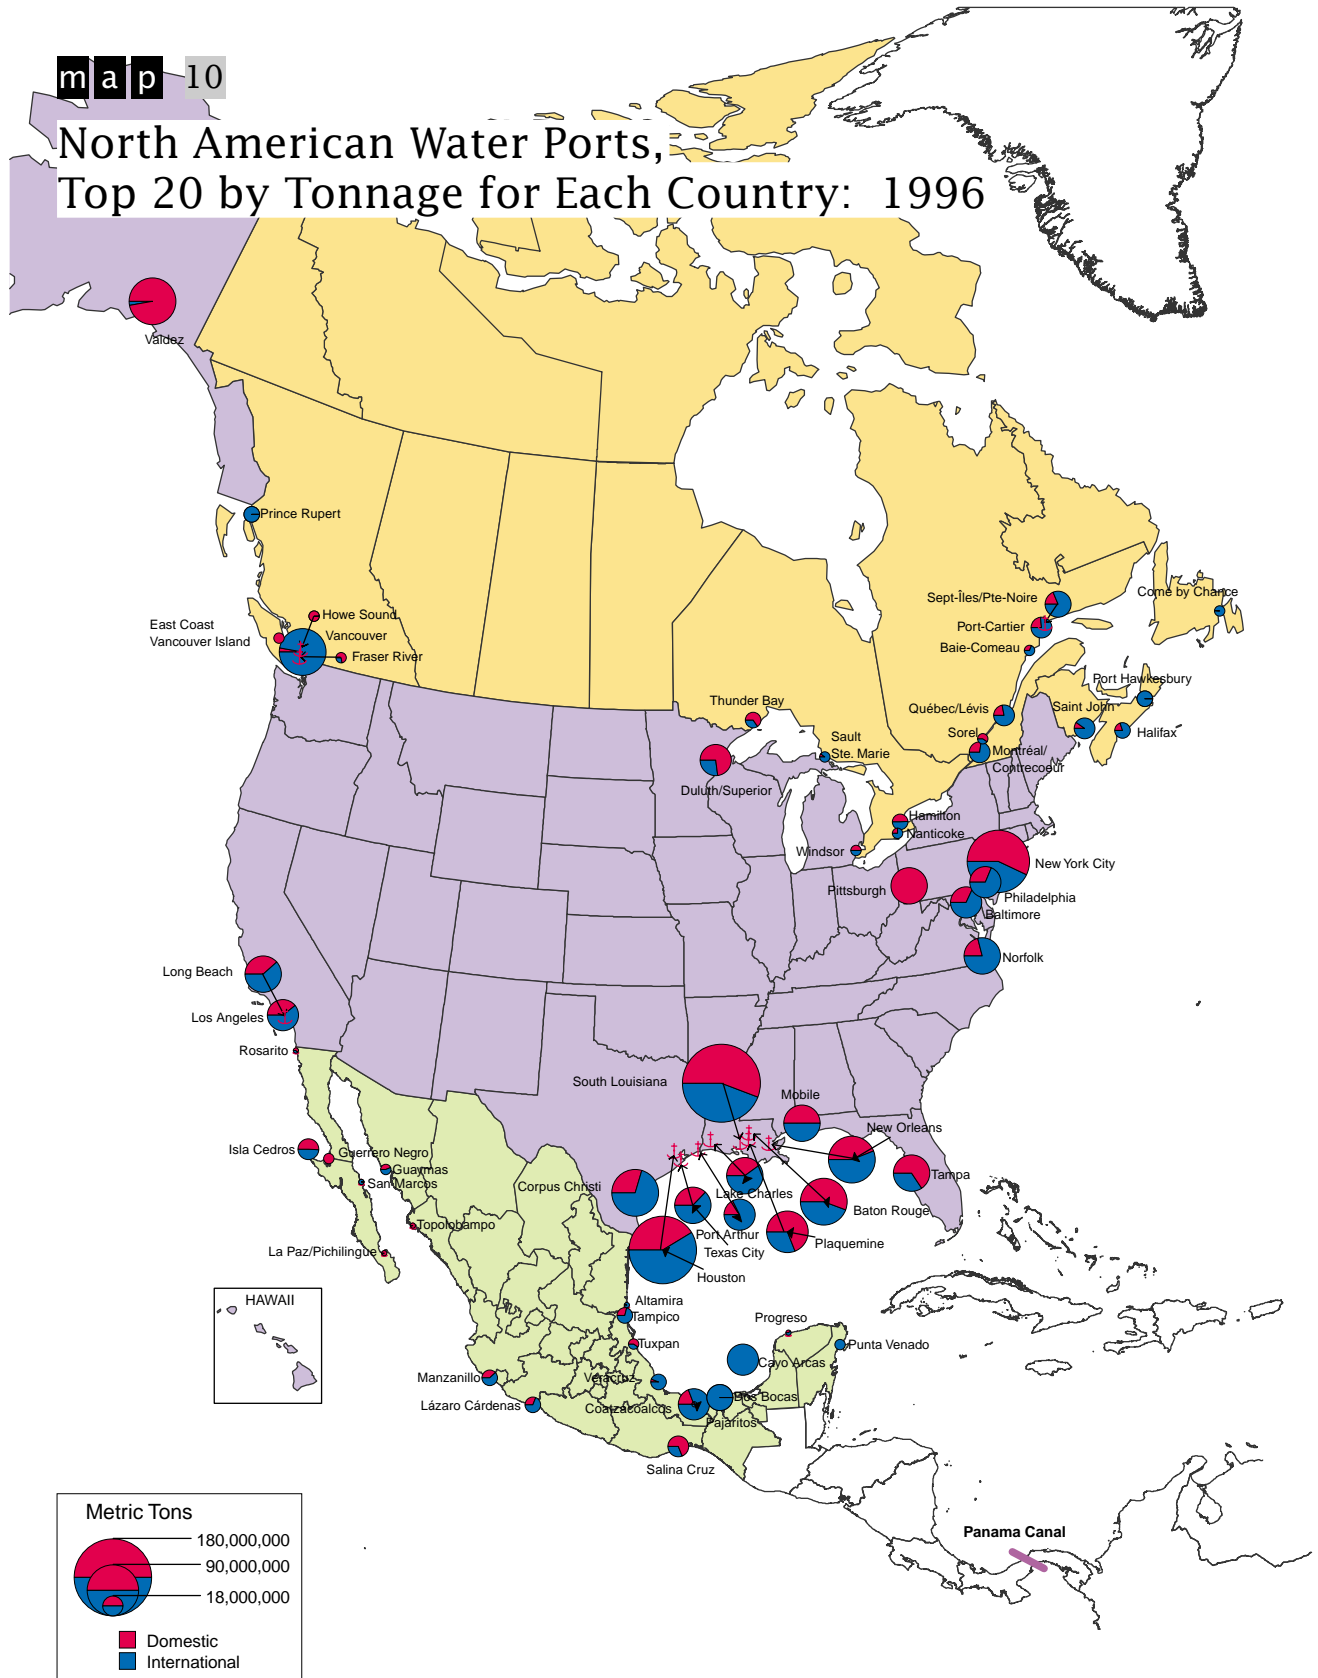 map 10
North American Water Ports,
Top 20 by Tonnage for Each Country: 1996
Valdez
Prince Rupert
Howe Sound
East Coast
Vancouver Island
Vancouver
Fraser River
Sept-Îles/Pte-Noire
Come by Chance
Port-Cartier
Baie-Comeau
Port Hawkesbury
Thunder Bay
Québec/Lévis
Saint John
Sorel
Halifax
Sault
Ste. Marie
Montréal/
Contrecoeur
Duluth/Superior
Hamilton
Nanticoke
Windsor
New York City
Pittsburgh
Philadelphia
Baltimore
Norfolk
Long Beach
Los Angeles
Rosarito
South Louisiana
Mobile
New Orleans
Isla Cedros
Guerrero Negro
Guaymas
San Marcos
Tampa
Corpus Christi
Lake Charles
Baton Rouge
Topolobampo
Port Arthur
Plaquemine
La Paz/Pichilingue
Texas City
Houston
HAWAII
Altamira
Tampico
Progreso
Tuxpan
Punta Venado
Cayo Arcas
Manzanillo
Veracruz
Dos Bocas
Lázaro Cárdenas
Coatzacoalcos
Pajaritos
Salina Cruz
Metric Tons
180,000,000
90,000,000
18,000,000
Domestic
International
Panama Canal